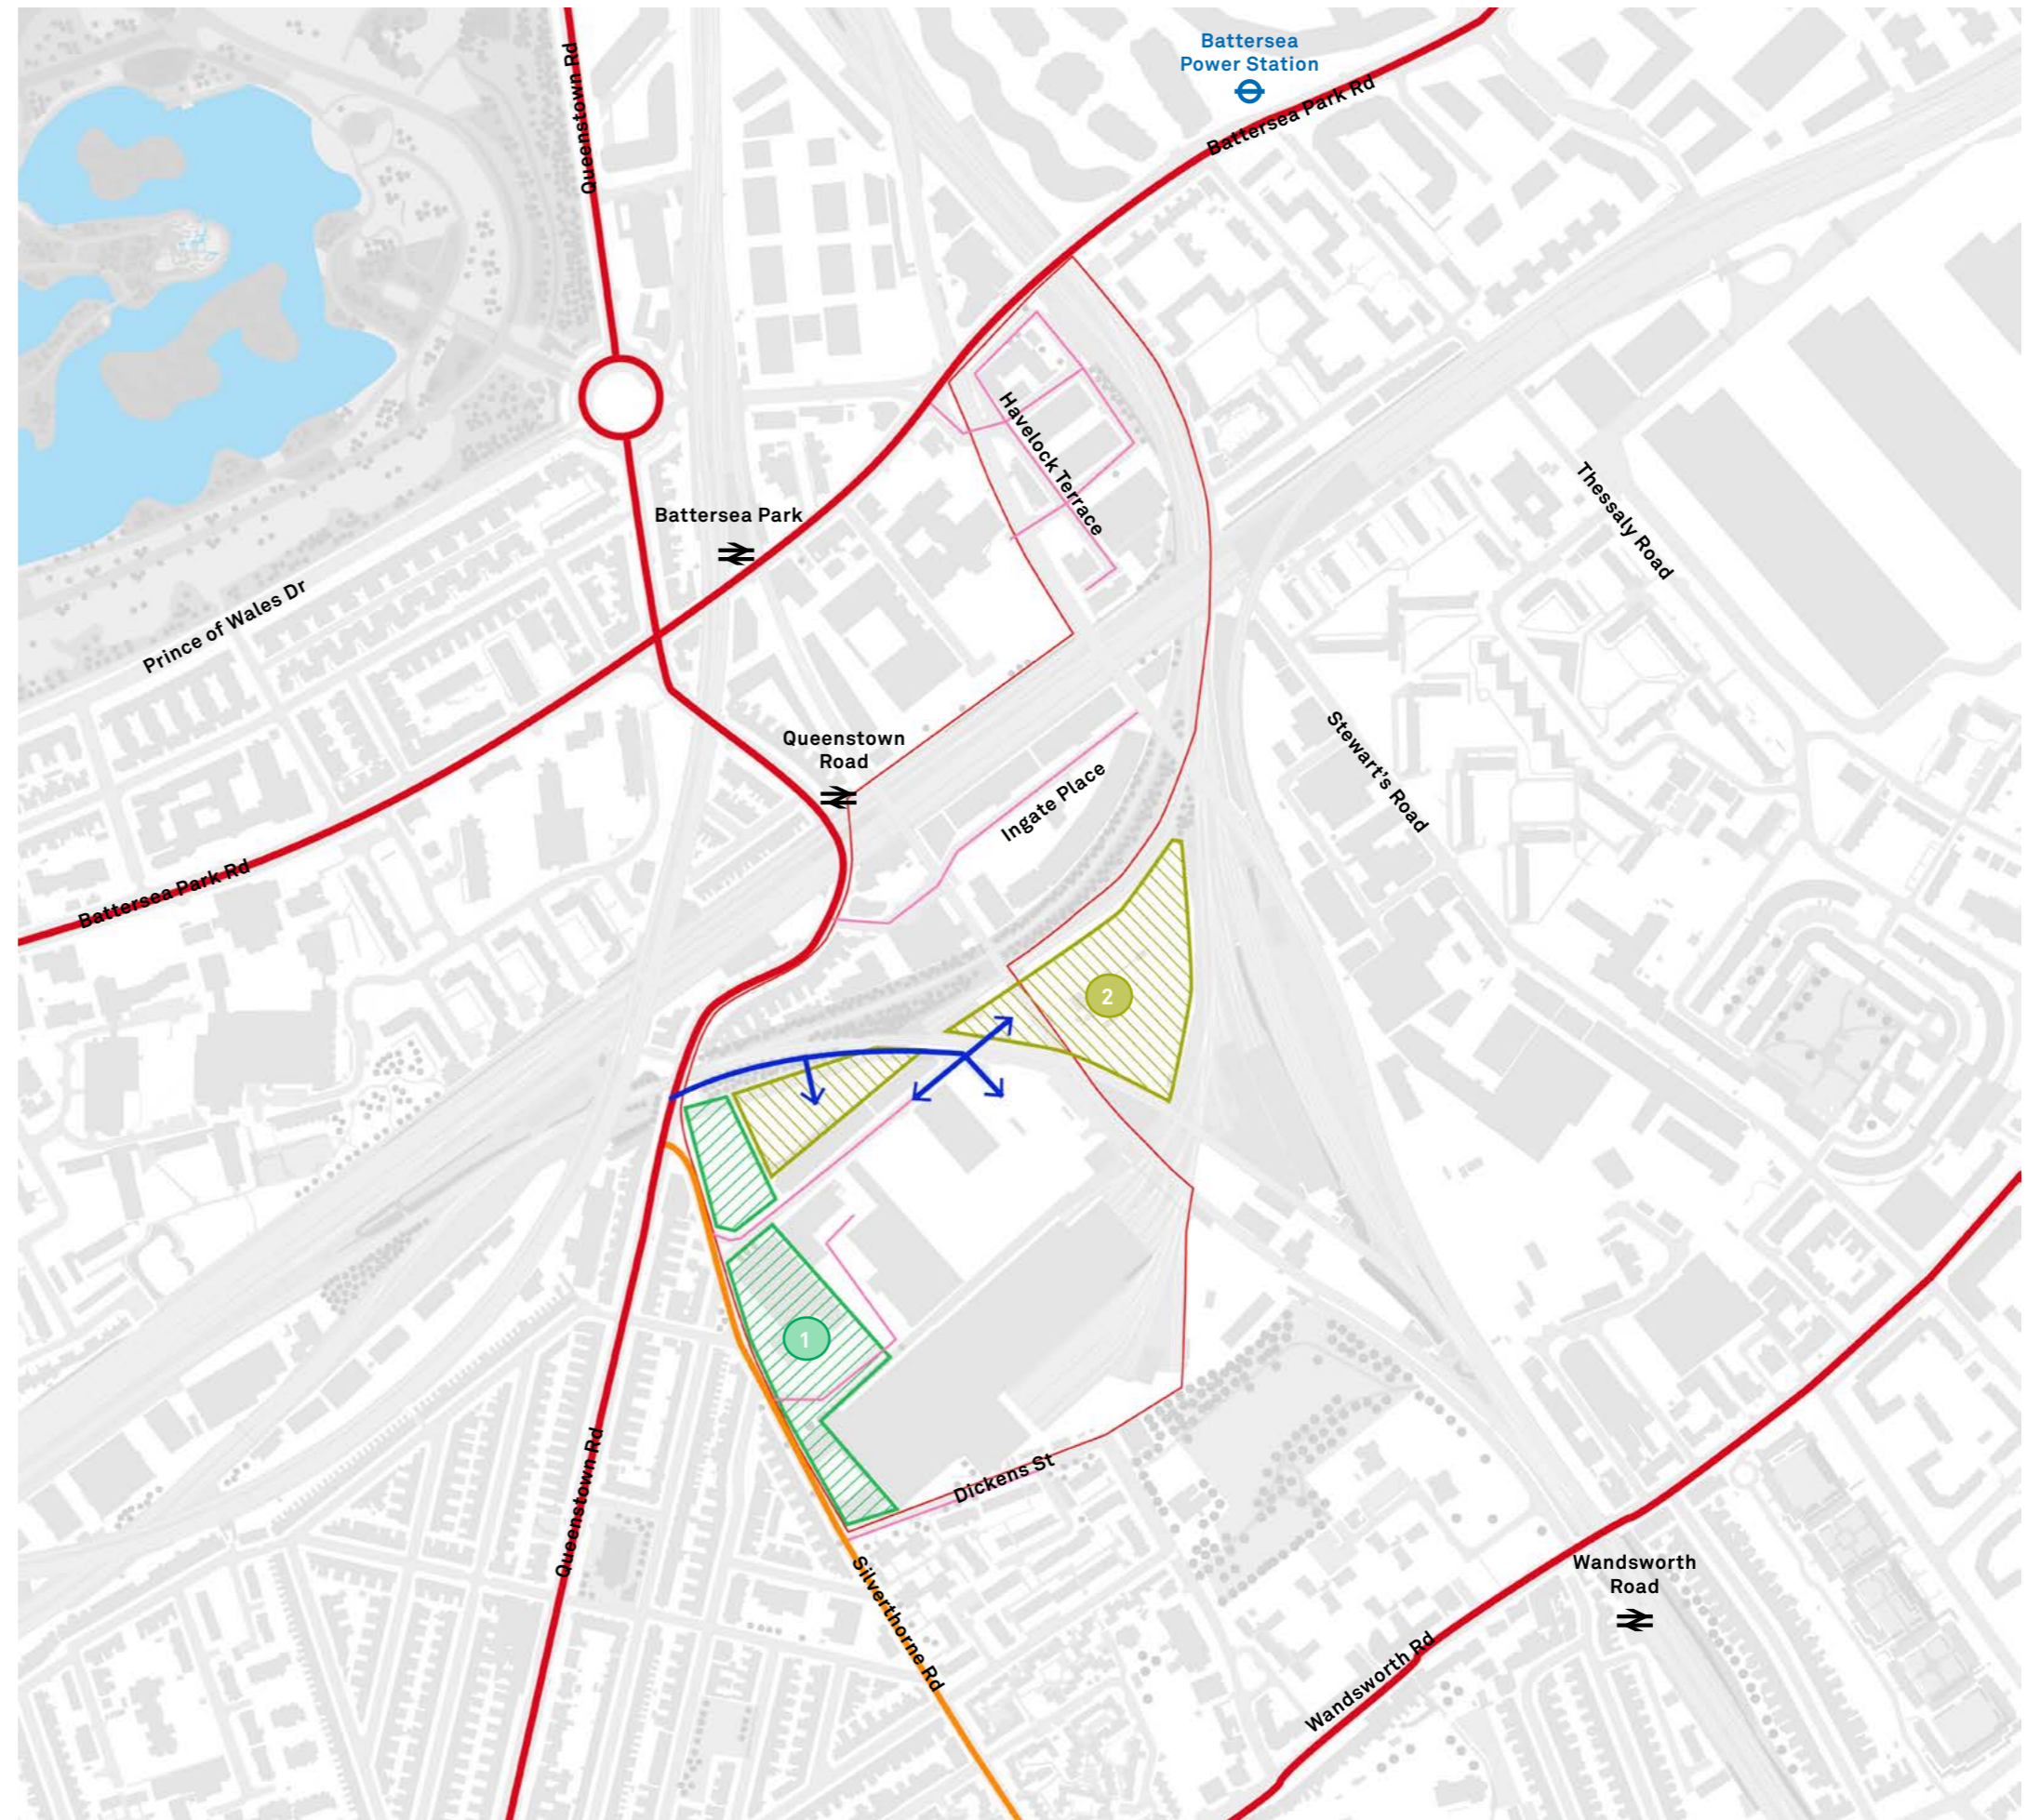 Battersea
Power Station
Queenstown Rd
Battersea Park Rd
Havelock Terrace
Thessaly Road
Battersea Park
Prince of Wales Dr
Stewart's Road
Queenstown
Road
Ingate Place
Battersea Park Rd
2
1
Dickens St
Queenstown Rd
Silverthorne Rd
Wandsworth
Road
Wandsworth Rd